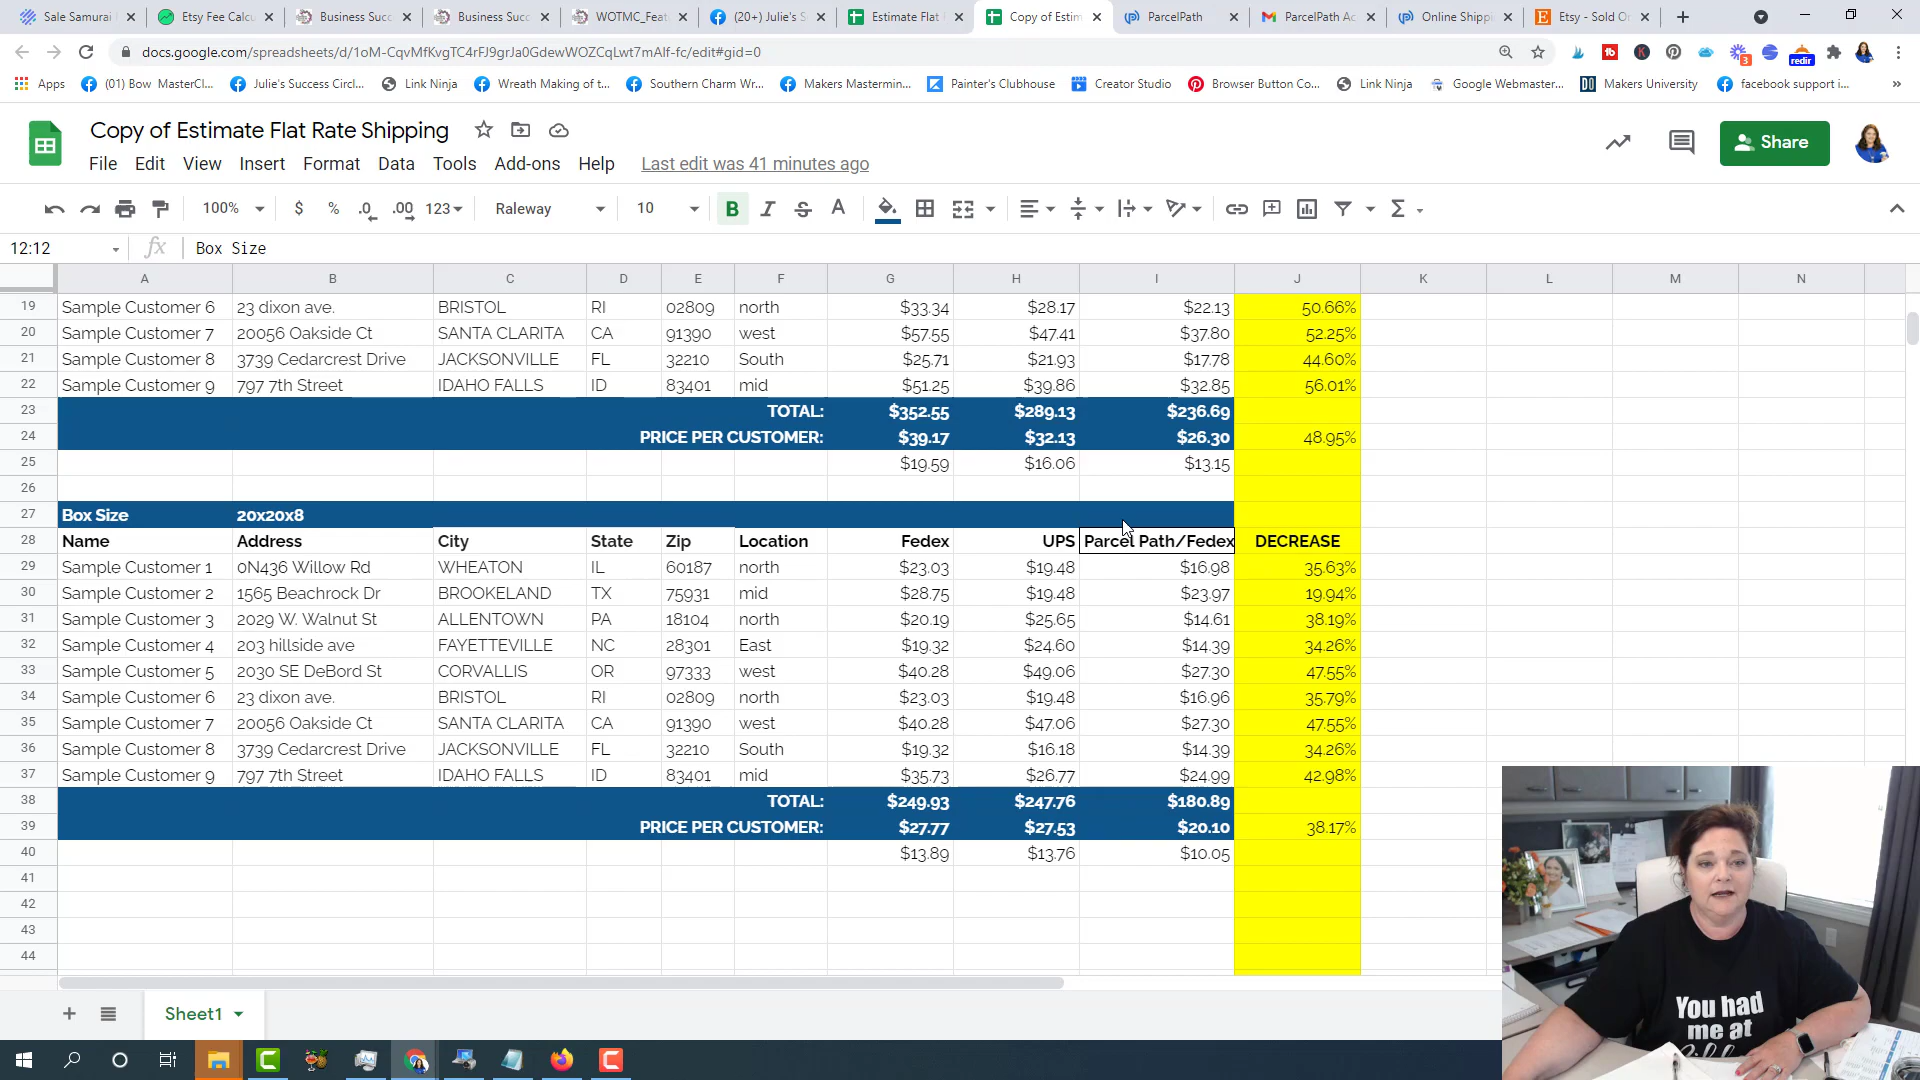 Sale Samurai
Etsy Fee Calcu
Business Succ
Business Succ
WOTMC_Feat
(20+) Julie's S
Estimate Flat
Copy of Estim
ParcelPath
ParcelPath Ac
Online Shippi
Etsy - Sold Or
docs.google.com/spreadsheets/d/1oM-CqvMfKvgTC4rFJ9grJa0GdewWOZCqLwt7mAlf-fc/edit#gid=0
3
redir
Apps
(01) Bow MasterCl...
Julie's Success Circl...
Link Ninja
Wreath Making of t...
Southern Charm Wr...
Makers Mastermin...
Painter's Clubhouse
Creator Studio
Browser Button Co...
Link Ninja
Google Webmaster...
Makers University
facebook support i...
Copy of Estimate Flat Rate Shipping
Share
File Edit View Insert Format Data Tools Add-ons Help Last edit was 41 minutes ago
100% $ % .0 .00 123 Raleway 10 B I S A
12:12 fx Box Size
A B C D E F G H I J K L M N
19 Sample Customer 6 23 dixon ave. BRISTOL RI 02809 north $33.34 $28.17 $22.13 50.66%
20 Sample Customer 7 20056 Oakside Ct SANTA CLARITA CA 91390 west $57.55 $47.41 $37.80 52.25%
21 Sample Customer 8 3739 Cedarcrest Drive JACKSONVILLE FL 32210 South $25.71 $21.93 $17.78 44.60%
22 Sample Customer 9 797 7th Street IDAHO FALLS ID 83401 mid $51.25 $39.86 $32.85 56.01%
23 TOTAL: $352.55 $289.13 $236.69
24 PRICE PER CUSTOMER: $39.17 $32.13 $26.30 48.95%
25 $19.59 $16.06 $13.15
26
27 Box Size 20x20x8
28 Name Address City State Zip Location Fedex UPS Parcel Path/Fedex DECREASE
29 Sample Customer 1 0N436 Willow Rd WHEATON IL 60187 north $23.03 $19.48 $16.98 35.63%
30 Sample Customer 2 1565 Beachrock Dr BROOKELAND TX 75931 mid $28.75 $19.48 $23.97 19.94%
31 Sample Customer 3 2029 W. Walnut St ALLENTOWN PA 18104 north $20.19 $25.65 $14.61 38.19%
32 Sample Customer 4 203 hillside ave FAYETTEVILLE NC 28301 East $19.32 $24.60 $14.39 34.26%
33 Sample Customer 5 2030 SE DeBord St CORVALLIS OR 97333 west $40.28 $49.06 $27.30 47.55%
34 Sample Customer 6 23 dixon ave. BRISTOL RI 02809 north $23.03 $19.48 $16.96 35.79%
35 Sample Customer 7 20056 Oakside Ct SANTA CLARITA CA 91390 west $40.28 $47.06 $27.30 47.55%
36 Sample Customer 8 3739 Cedarcrest Drive JACKSONVILLE FL 32210 South $19.32 $16.18 $14.39 34.26%
37 Sample Customer 9 797 7th Street IDAHO FALLS ID 83401 mid $35.73 $26.77 $24.99 42.98%
38 TOTAL: $249.93 $247.76 $180.89
39 PRICE PER CUSTOMER: $27.77 $27.53 $20.10 38.17%
40 $13.89 $13.76 $10.05
41
42
43
44
Sheet1
You had
me at